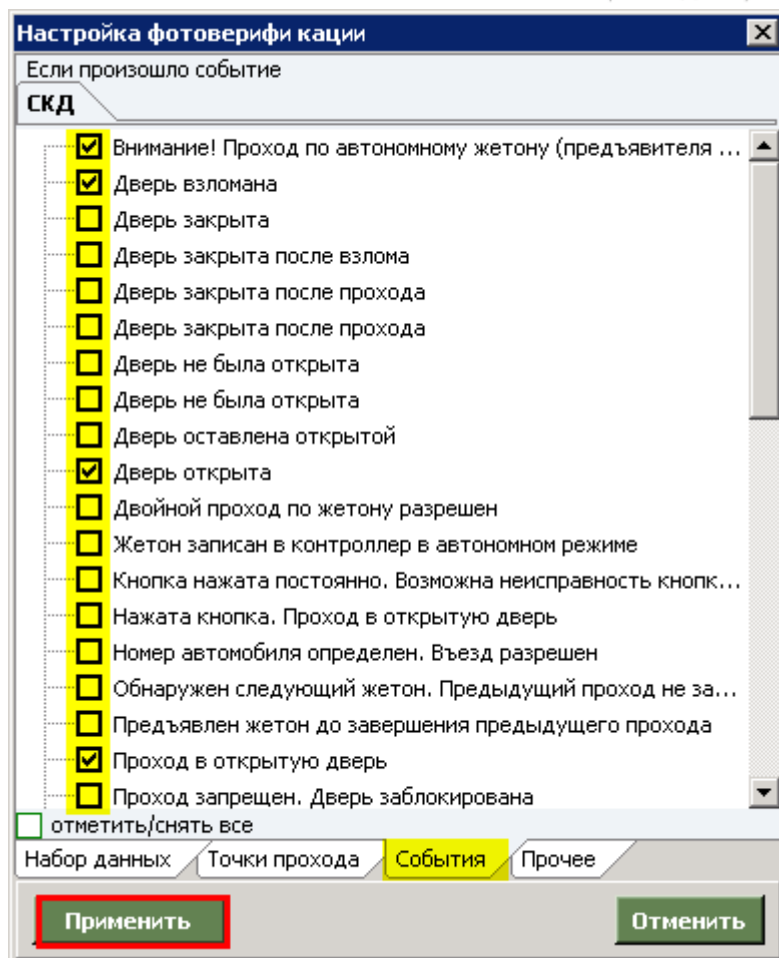 Настройка фотоверифи кации
Если произошло событие
СКД
Внимание! Проход по автономному жетону (предъявителя ...
Дверь взломана
Дверь закрыта
Дверь закрыта после взлома
Дверь закрыта после прохода
Дверь закрыта после прохода
Дверь не была открыта
Дверь не была открыта
Дверь оставлена открытой
Дверь открыта
Двойной проход по жетону разрешен
Жетон записан в контроллер в автономном режиме
Кнопка нажата постоянно. Возможна неисправность кнопк...
Нажата кнопка. Проход в открытую дверь
Номер автомобиля определен. Въезд разрешен
Обнаружен следующий жетон. Предыдущий проход не за...
Предъявлен жетон до завершения предыдущего прохода
Проход в открытую дверь
Проход запрещен. Дверь заблокирована
отметить/снять все
Набор данных Точки прохода События Прочее
Применить Отменить